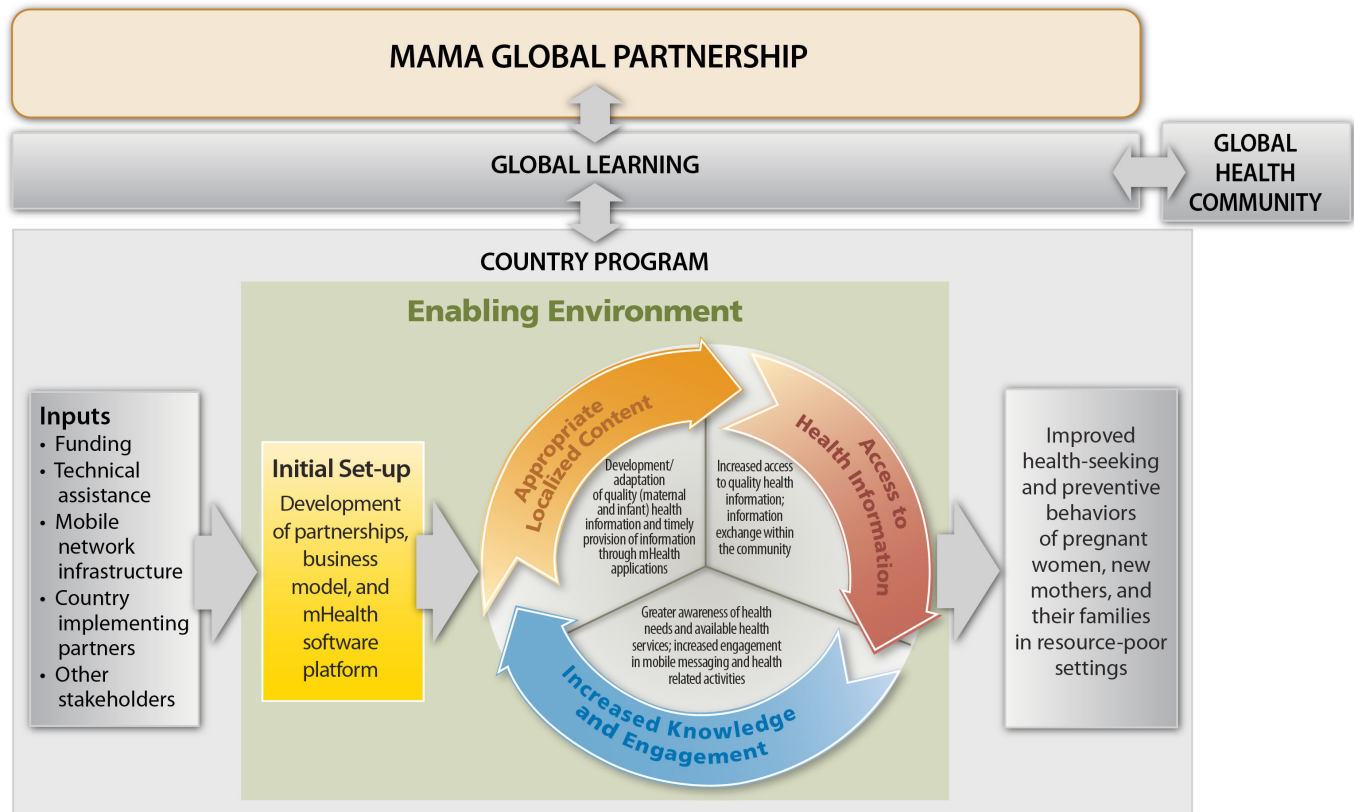 MAMA GLOBAL PARTNERSHIP
GLOBAL LEARNING
GLOBAL
HEALTH
COMMUNITY
COUNTRY PROGRAM
Enabling Environment
Inputs
• Funding
• Technical
assistance
• Mobile
network
infrastructure
• Country
implementing
partners
• Other
stakeholders
Initial Set-up
Development
of partnerships,
business
model, and
mHealth
software
platform
Appropriate
Localized Content
Development/
adaptation
of quality (maternal
and infant) health
information and timely
provision of information
through mHealth
applications
Access to
Health Information
Increased access
to quality health
information;
information
exchange within
the community
Greater awareness of health
needs and available health
services; increased engagement
in mobile messaging and health
related activities
Increased Knowledge
and Engagement
Improved
health-seeking
and preventive
behaviors
of pregnant
women, new
mothers, and
their families
in resource-poor
settings